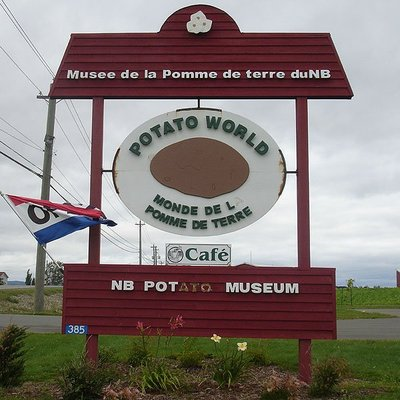 Musee de la Pomme de terre duNB
POTATO WORLD
MONDE DE L
POMME DE TERRE
Café
NB POTATO MUSEUM
385